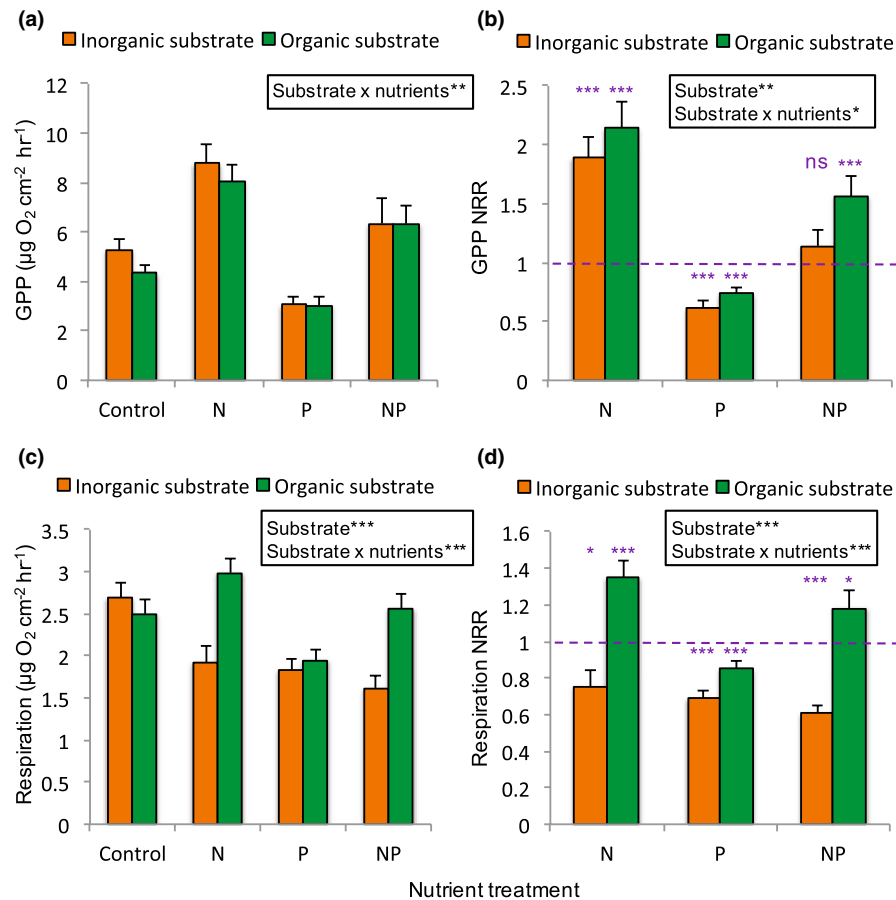 (a)
Inorganic substrate Organic substrate
Substrate x nutrients**
GPP (µg O2 cm-2 hr-1)
12
10
8
6
4
2
0
Control N P NP
(b)
Inorganic substrate Organic substrate
Substrate**
Substrate x nutrients*
GPP NRR
2.5
2
1.5
1
0.5
0
*** ***
*** ***
ns ***
N P NP
(c)
Inorganic substrate Organic substrate
Substrate***
Substrate x nutrients***
Respiration (µg O2 cm-2 hr-1)
3.5
3
2.5
2
1.5
1
0.5
0
Control N P NP
(d)
Inorganic substrate Organic substrate
Substrate***
Substrate x nutrients***
Respiration NRR
1.6
1.4
1.2
1
0.8
0.6
0.4
0.2
0
* ***
*** ***
*** *
N P NP
Nutrient treatment